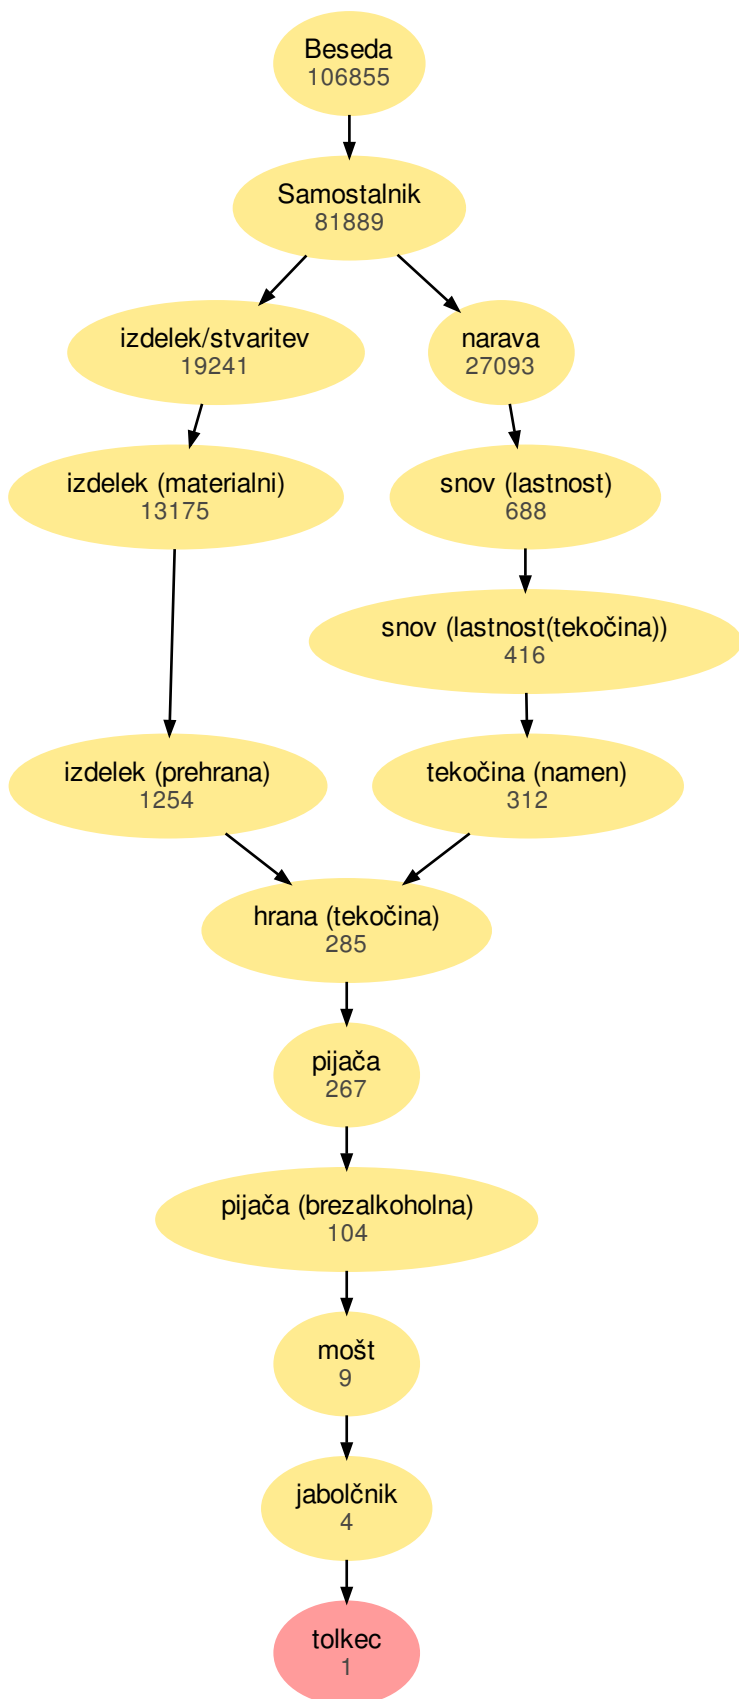 Beseda
106855
Samostalnik
81889
izdelek/stvaritev
19241
narava
27093
izdelek (materialni)
13175
snov (lastnost)
688
snov (lastnost(tekočina))
416
izdelek (prehrana)
1254
tekočina (namen)
312
hrana (tekočina)
285
pijača
267
pijača (brezalkoholna)
104
mošt
9
jabolčnik
4
tolkec
1